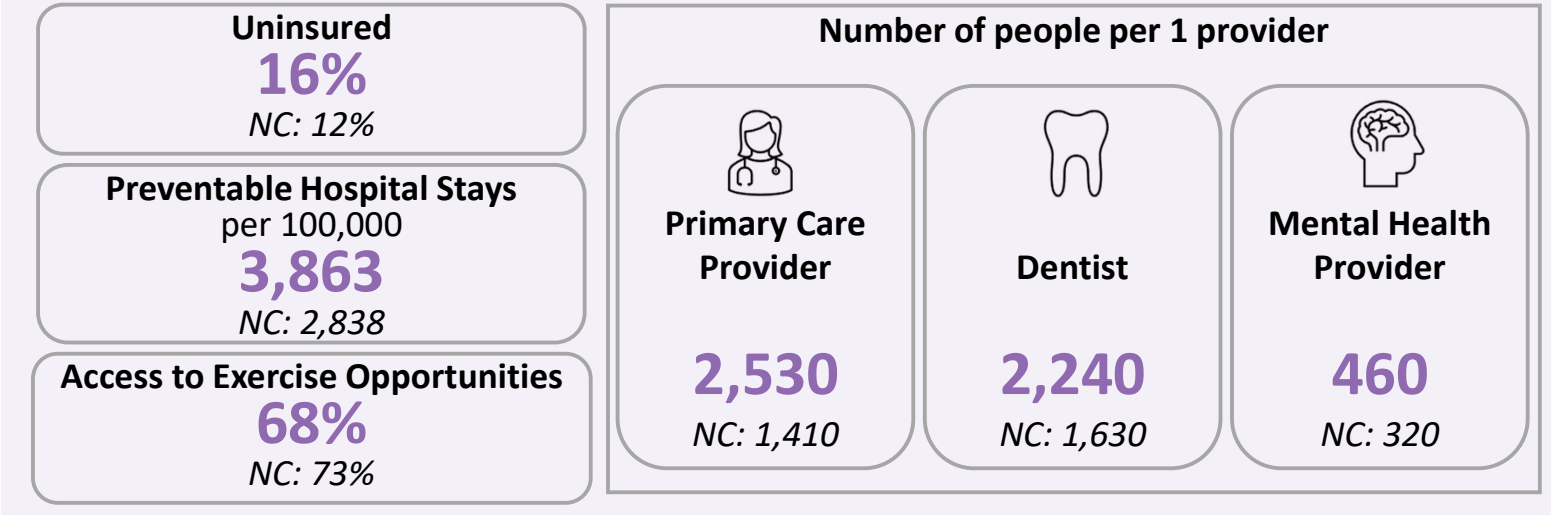 Uninsured
16%
NC: 12%
Preventable Hospital Stays
per 100,000
3,863
NC: 2,838
Access to Exercise Opportunities
68%
NC: 73%
Number of people per 1 provider
Primary Care
Provider
2,530
NC: 1,410
Dentist
2,240
NC: 1,630
Mental Health
Provider
460
NC: 320